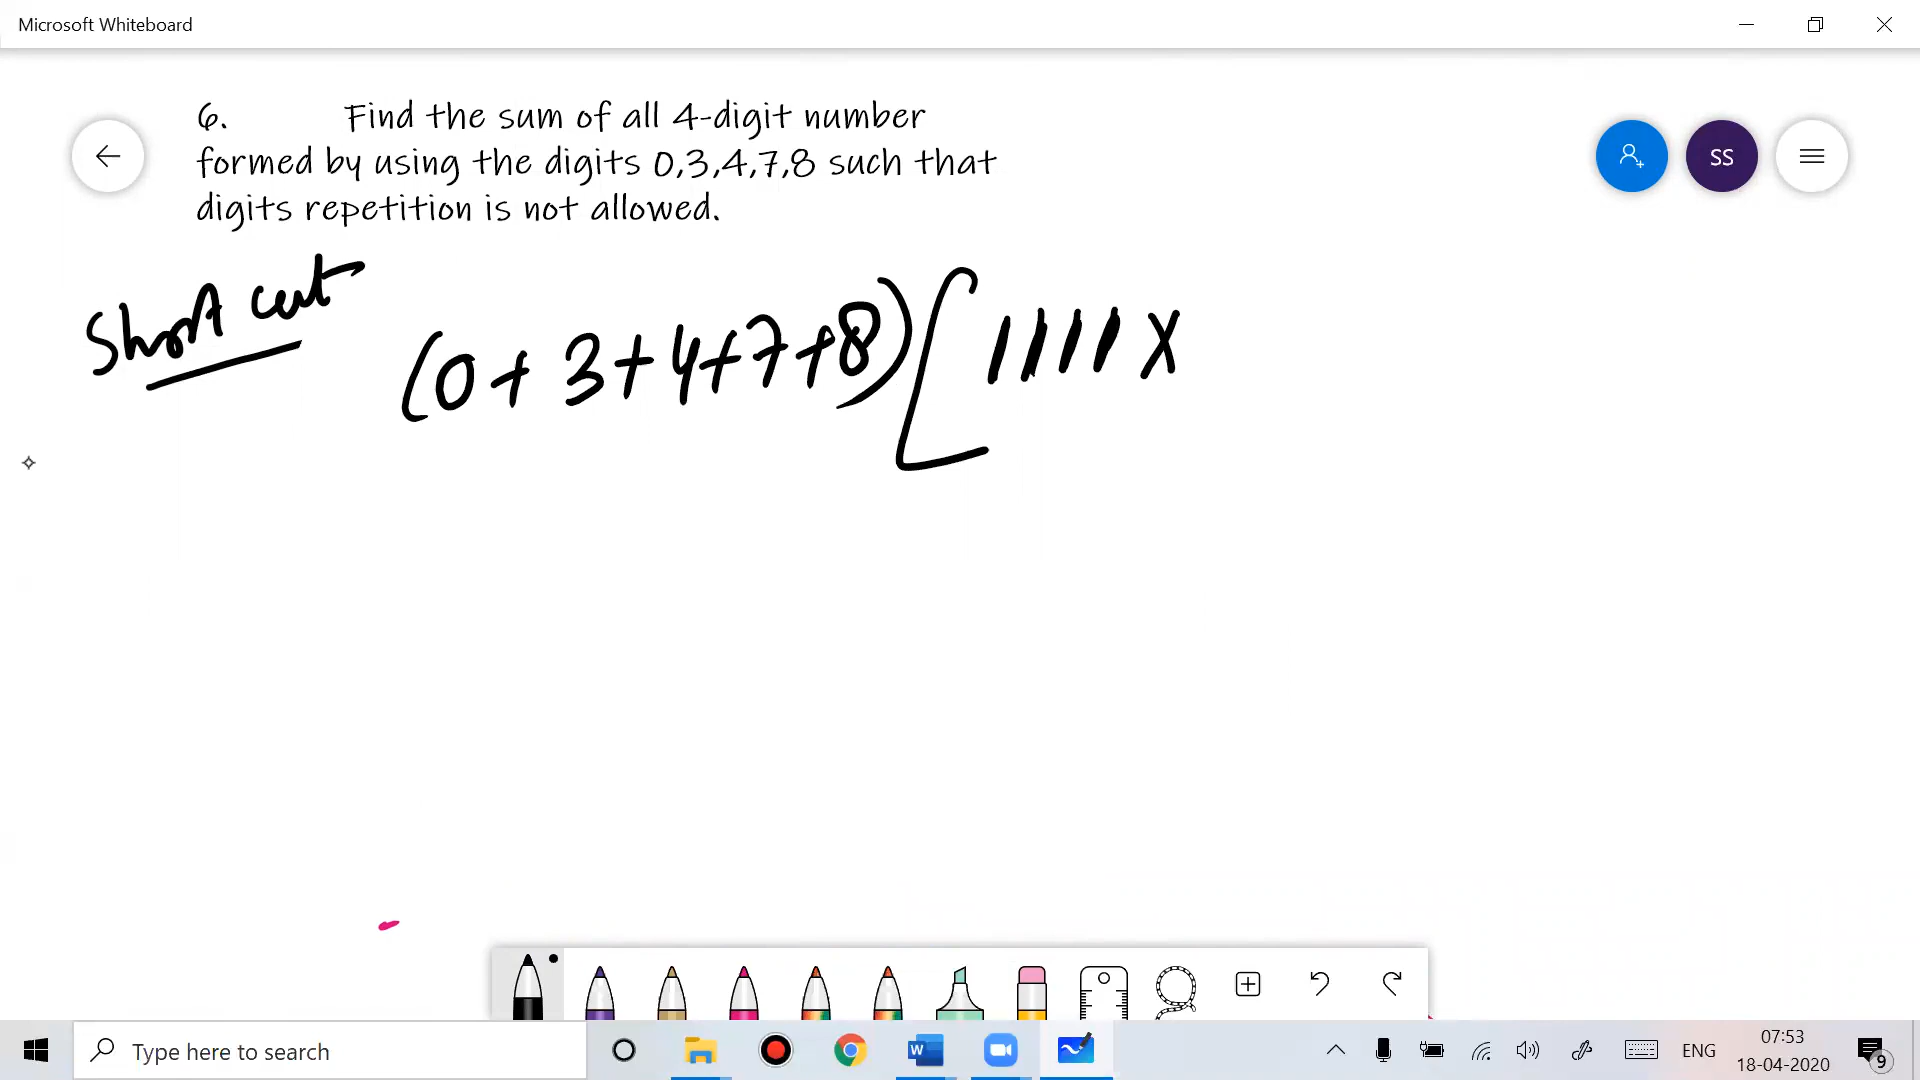 Microsoft Whiteboard
6. Find the sum of all 4-digit number
formed by using the digits 0,3,4,7,8 such that
digits repetition is not allowed.
SS
Short cut
(0+3+4+7+8)[1111 X
Type here to search
W
ENG
07:53
18-04-2020
9